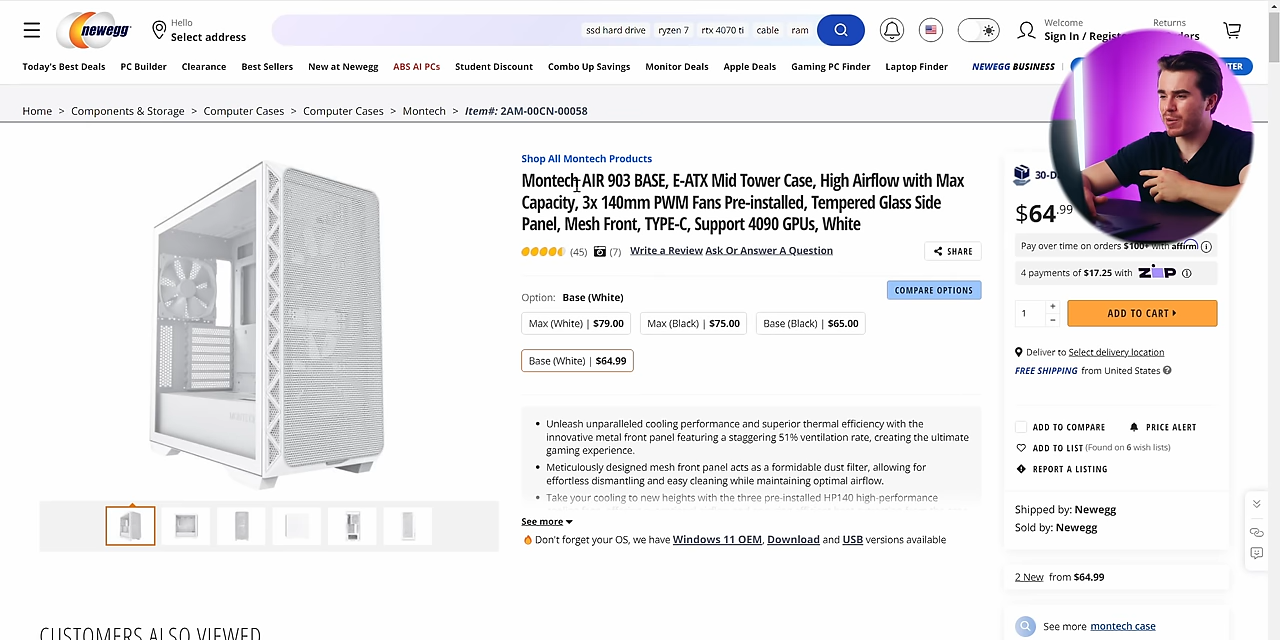 newegg
Hello
Select address
ssd hard drive
ryzen 7
rtx 4070 ti
cable
ram
Welcome
Sign In / Register
Returns
Today's Best Deals
PC Builder
Clearance
Best Sellers
New at Newegg
ABS AI PCs
Student Discount
Combo Up Savings
Monitor Deals
Apple Deals
Gaming PC Finder
Laptop Finder
NEWEGG BUSINESS
Home > Components & Storage > Computer Cases > Computer Cases > Montech > Item#: 2AM-00CN-00058
Shop All Montech Products
Montech AIR 903 BASE, E-ATX Mid Tower Case, High Airflow with Max
Capacity, 3x 140mm PWM Fans Pre-installed, Tempered Glass Side
Panel, Mesh Front, TYPE-C, Support 4090 GPUs, White
(45) (7) Write a Review Ask Or Answer A Question
SHARE
Option: Base (White)
COMPARE OPTIONS
Max (White) | $79.00
Max (Black) | $75.00
Base (Black) | $65.00
Base (White) | $64.99
• Unleash unparalleled cooling performance and superior thermal efficiency with the
innovative metal front panel featuring a staggering 51% ventilation rate, creating the ultimate
gaming experience.
• Meticulously designed mesh front panel acts as a formidable dust filter, allowing for
effortless dismantling and easy cleaning while maintaining optimal airflow.
• Take your cooling to new heights with the three pre-installed HP140 high-performance
See more
Don't forget your OS, we have Windows 11 OEM, Download and USB versions available
30-D
$64.99
Pay over time on orders $100+ with affirm
4 payments of $17.25 with ZIP
1
+
−
ADD TO CART
Deliver to Select delivery location
FREE SHIPPING from United States
ADD TO COMPARE
PRICE ALERT
ADD TO LIST (Found on 6 wish lists)
REPORT A LISTING
Shipped by: Newegg
Sold by: Newegg
2 New from $64.99
See more montech case
CUSTOMERS ALSO VIEWED